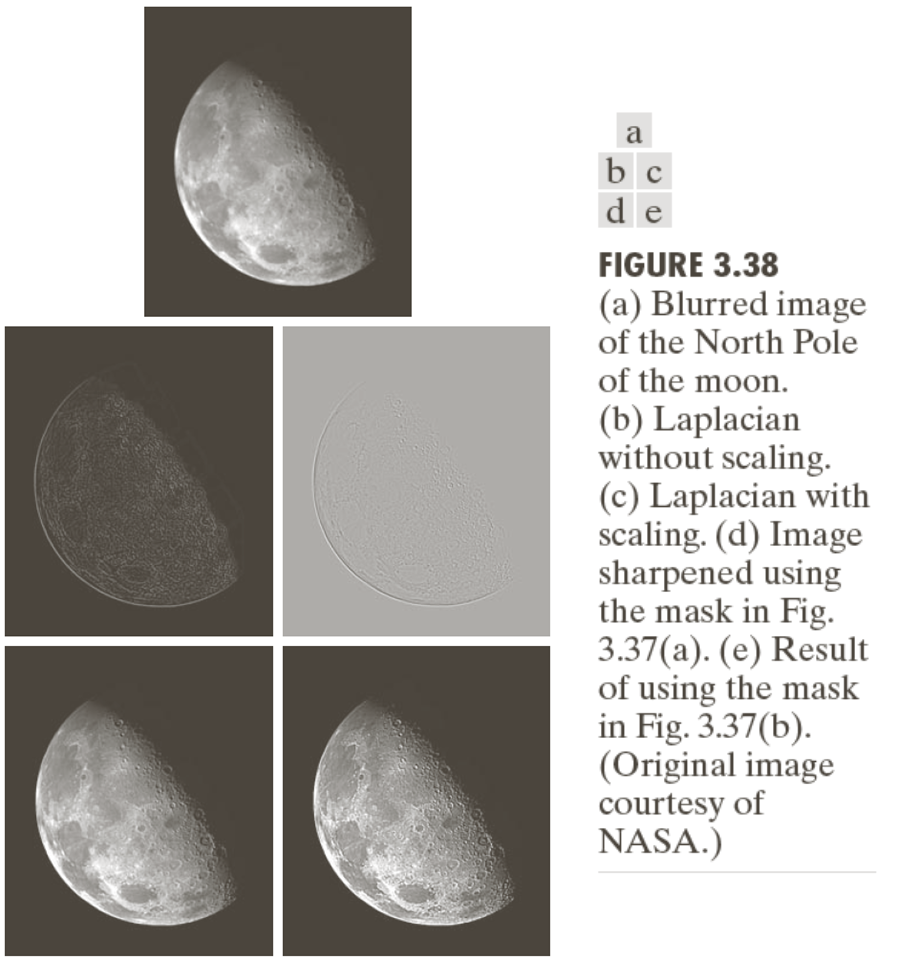 a
b c
d e
FIGURE 3.38
(a) Blurred image
of the North Pole
of the moon.
(b) Laplacian
without scaling.
(c) Laplacian with
scaling. (d) Image
sharpened using
the mask in Fig.
3.37(a). (e) Result
of using the mask
in Fig. 3.37(b).
(Original image
courtesy of
NASA.)